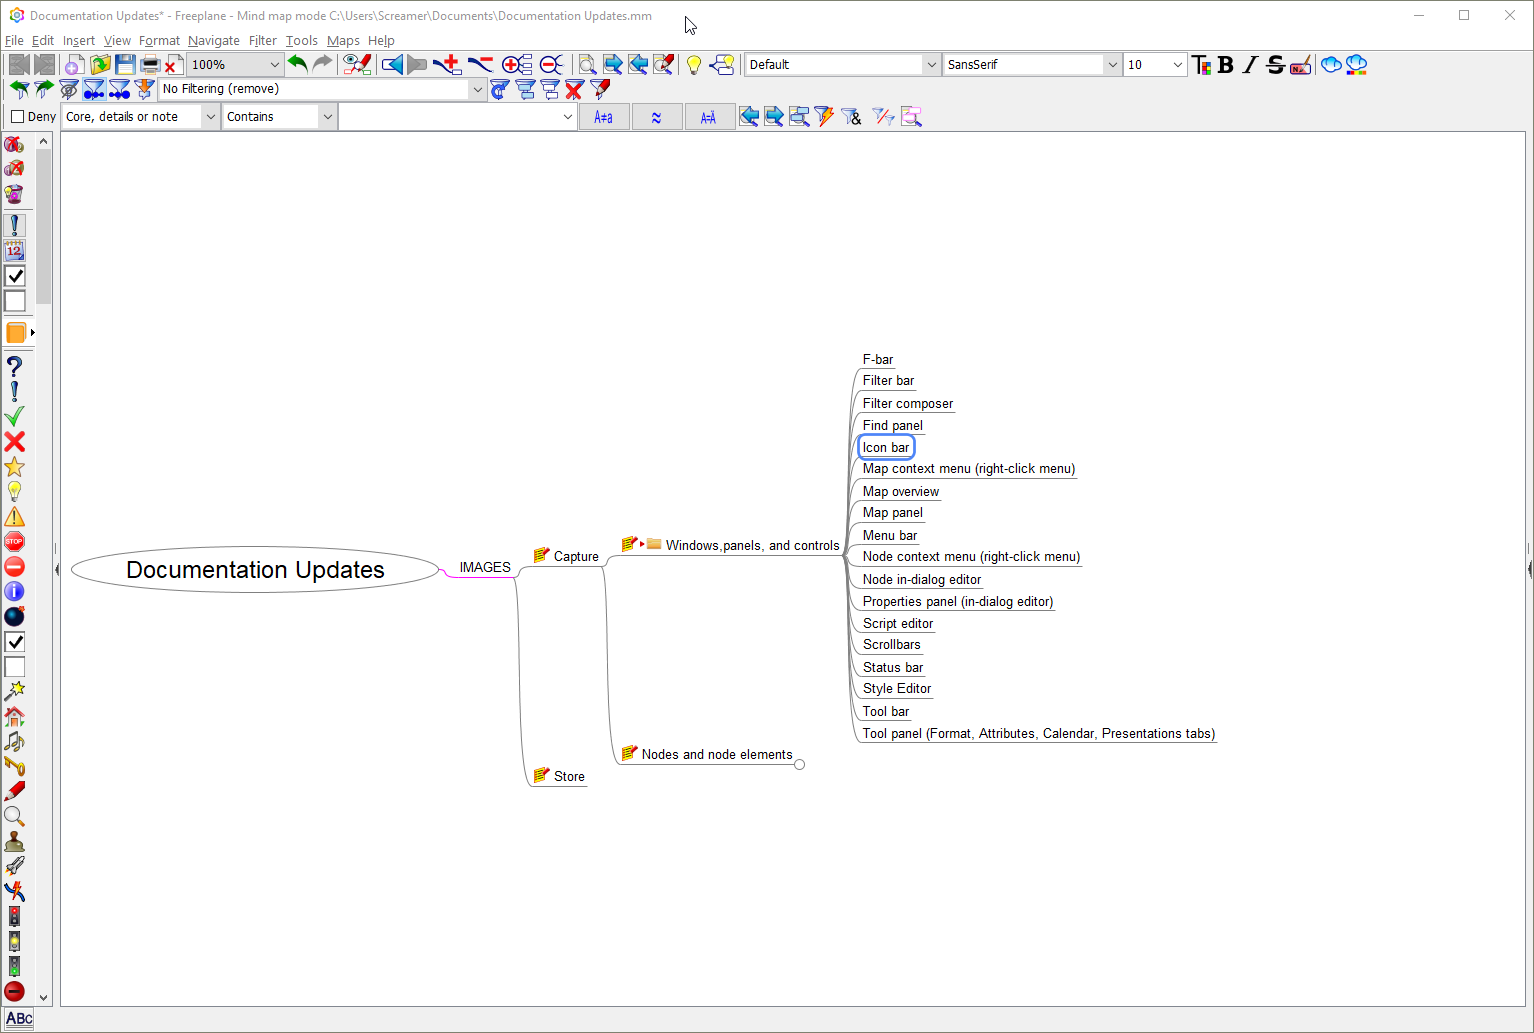 Documentation Updates* - Freeplane - Mind map mode C:\Users\Screamer\Documents\Documentation Updates.mm
File Edit Insert View Format Navigate Filter Tools Maps Help
100% Default SansSerif 10 B I S
No Filtering (remove)
Deny Core, details or note Contains A≠a ≈ A=Ä
12
STOP
F-bar
Filter bar
Filter composer
Find panel
Icon bar
Map context menu (right-click menu)
Map overview
Map panel
Menu bar
Windows,panels, and controls
Node context menu (right-click menu)
Capture
IMAGES
Documentation Updates
Node in-dialog editor
Properties panel (in-dialog editor)
Script editor
Scrollbars
Status bar
Style Editor
Tool bar
Tool panel (Format, Attributes, Calendar, Presentations tabs)
Nodes and node elements
Store
ABC